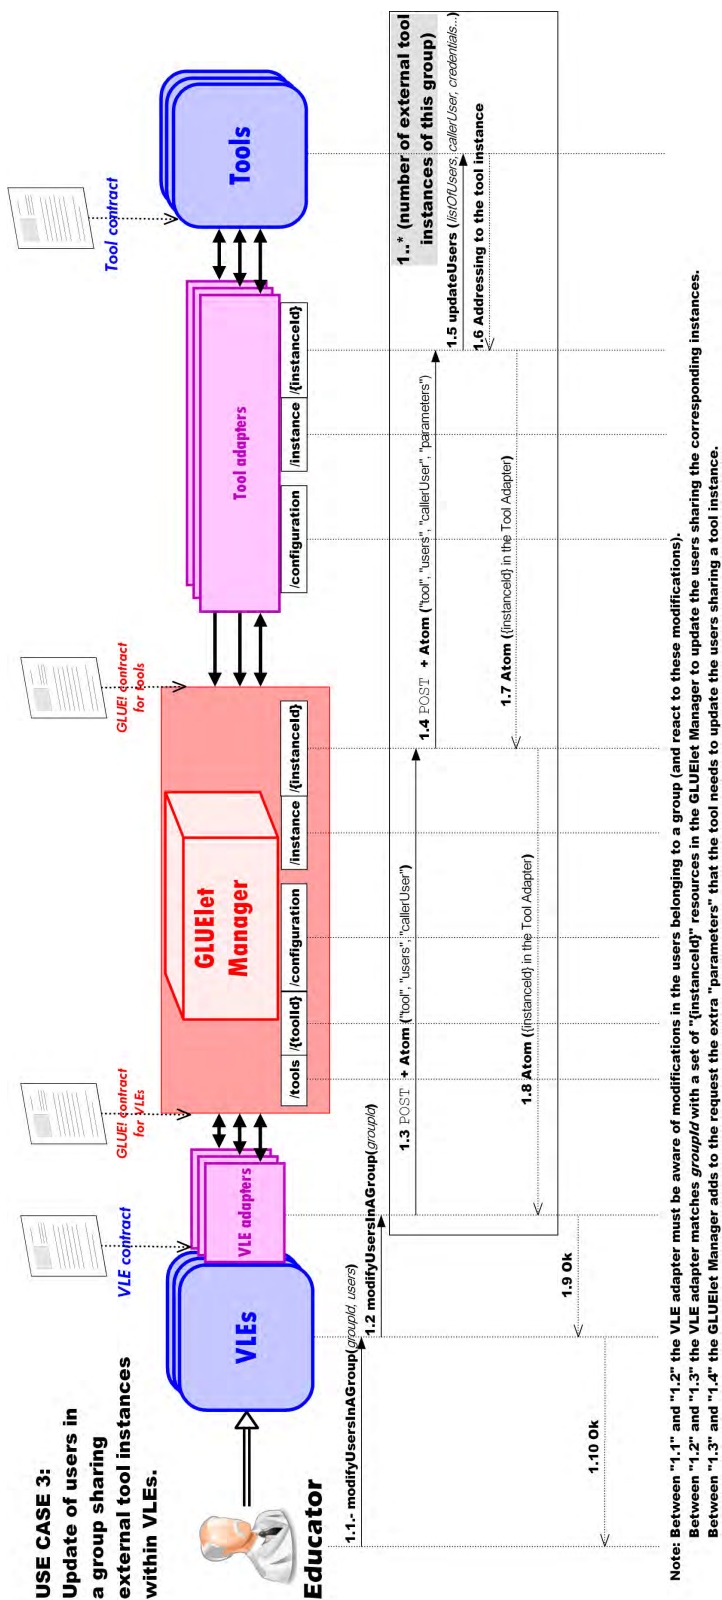 USE CASE 3:
Update of users in
a group sharing
external tool instances
within VLEs.
Educator
VLEs
VLE adapters
VLE contract
GLUE! contract
for VLEs
GLUElet
Manager
/tools
/{toolId}
/configuration
/instance
/{instanceId}
GLUE! contract
for tools
Tool adapters
/configuration
/instance
/{instanceId}
Tool contract
Tools
1..* (number of external tool
instances of this group)
1.1.- modifyUsersInAGroup(groupId, users)
1.2 modifyUsersInAGroup(groupId)
1.3 POST + Atom ("tool", "users", "callerUser")
1.4 POST + Atom ("tool", "users", "callerUser", "parameters")
1.5 updateUsers (listOfUsers, callerUser, credentials...)
1.6 Addressing to the tool instance
1.7 Atom ({instanceId} in the Tool Adapter)
1.8 Atom ({instanceId} in the Tool Adapter)
1.9 Ok
1.10 Ok
Note: Between "1.1" and "1.2" the VLE adapter must be aware of modifications in the users belonging to a group (and react to these modifications).
Between "1.2" and "1.3" the VLE adapter matches groupId with a set of "{instanceId}" resources in the GLUElet Manager to update the users sharing the corresponding instances.
Between "1.3" and "1.4" the GLUElet Manager adds to the request the extra "parameters" that the tool needs to update the users sharing a tool instance.